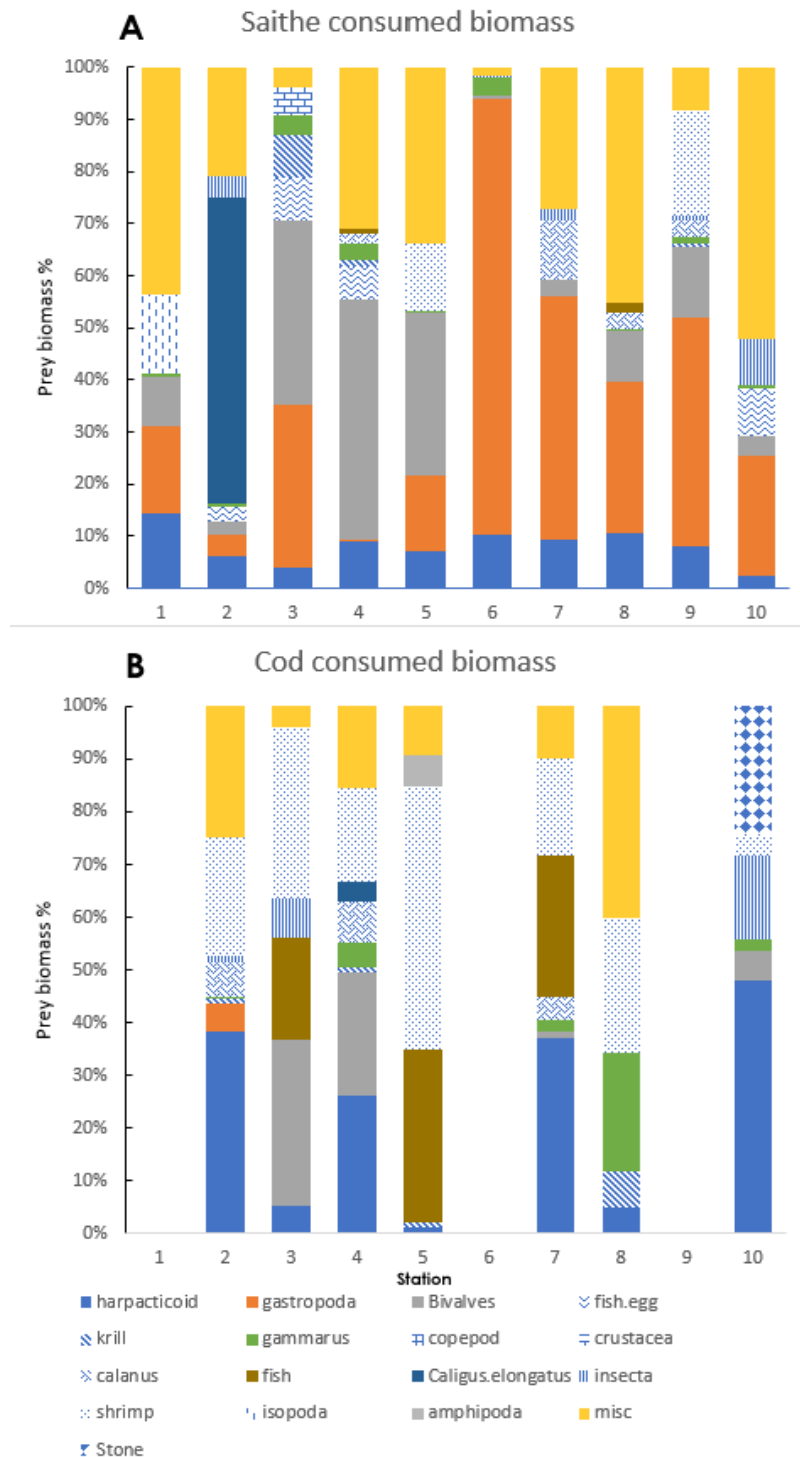 A Saithe consumed biomass
100%
90%
80%
70%
60%
50%
40%
30%
20%
10%
0%
Prey biomass %
1 2 3 4 5 6 7 8 9 10
B Cod consumed biomass
100%
90%
80%
70%
60%
50%
40%
30%
20%
10%
0%
Prey biomass %
1 2 3 4 5 6 7 8 9 10
Station
harpacticoid gastropoda Bivalves fish.egg
krill gammarus copepod crustacea
calanus fish Caligus.elongatus insecta
shrimp isopoda amphipoda misc
Stone